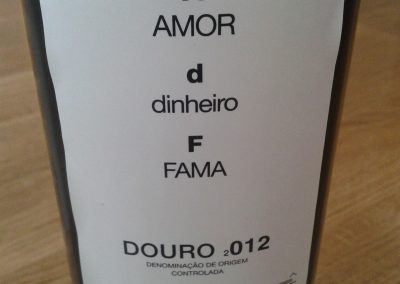 AMOR
d
dinheiro
F
FAMA
DOURO 2012
DENOMINAÇÃO DE ORIGEM
CONTROLADA